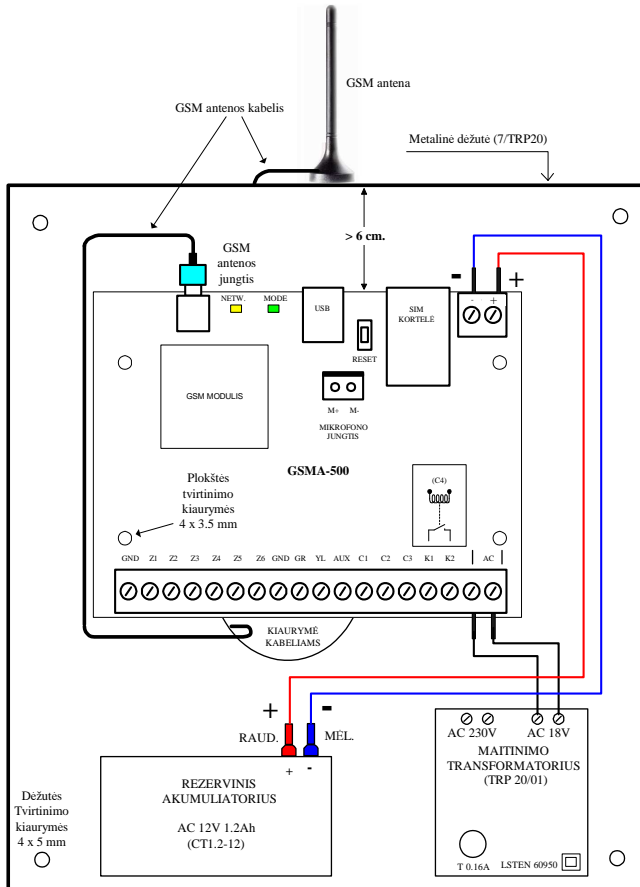 GSM antena
GSM antenos kabelis
Metalinė dėžutė (7/TRP20)
> 6 cm.
GSM
antenos
jungtis
- +
NETW. MODE
USB
SIM
KORTELĖ
- +
RESET
GSM MODULIS
M+ M-
MIKROFONO
JUNGTIS
GSMA-500
(C4)
Plokštės
tvirtinimo
kiaurymės
4 x 3.5 mm
GND Z1 Z2 Z3 Z4 Z5 Z6 GND GR YL AUX C1 C2 C3 K1 K2 | AC |
KIAURYMĖ
KABELIAMS
+ -
RAUD. MĖL.
+ -
REZERVINIS
AKUMULIATORIUS
AC 12V 1.2Ah
(CT1.2-12)
AC 230V AC 18V
MAITINIMO
TRANSFORMATORIUS
(TRP 20/01)
T 0.16A LSTEN 60950
Dėžutės
Tvirtinimo
kiaurymės
4 x 5 mm